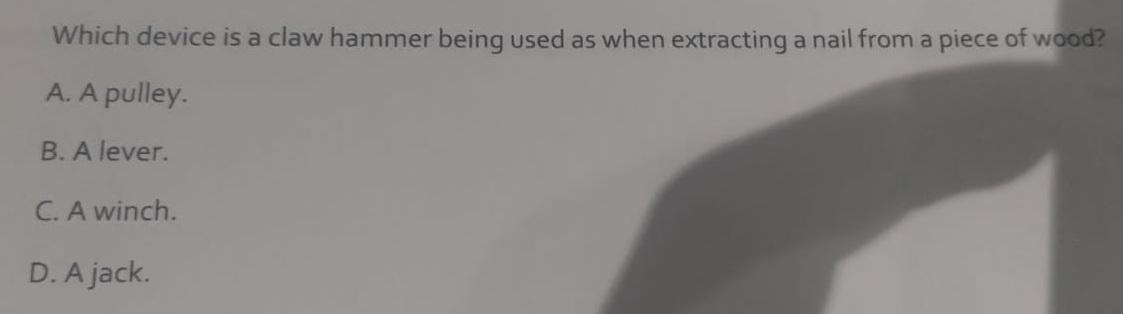 Which device is a claw hammer being used as when extracting a nail from a piece of wood?
A. A pulley.
B. A lever.
C. A winch.
D. A jack.